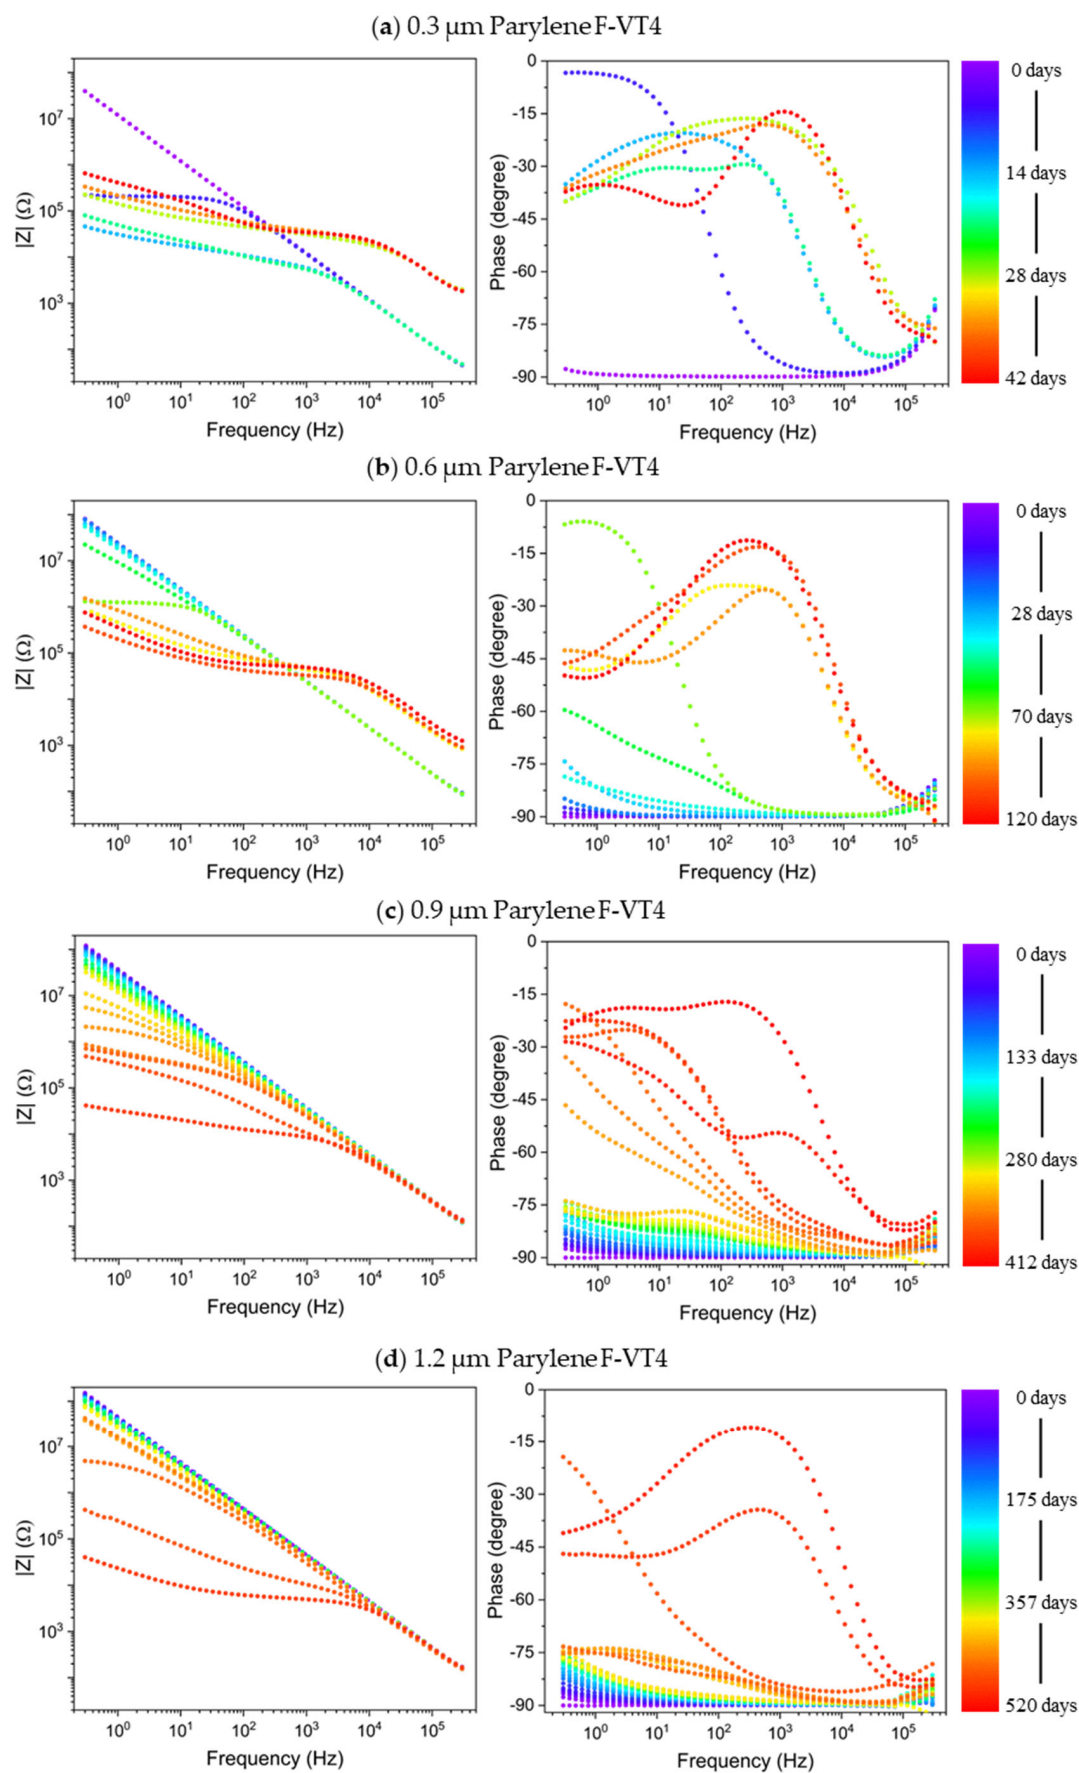 (a) 0.3 µm Parylene F-VT4
|Z| (Ω)
10⁷
10⁵
10³
10⁰ 10¹ 10² 10³ 10⁴ 10⁵
Frequency (Hz)
Phase (degree)
0
-15
-30
-45
-60
-75
-90
10⁰ 10¹ 10² 10³ 10⁴ 10⁵
Frequency (Hz)
0 days
14 days
28 days
42 days
(b) 0.6 µm Parylene F-VT4
|Z| (Ω)
10⁷
10⁵
10³
10⁰ 10¹ 10² 10³ 10⁴ 10⁵
Frequency (Hz)
Phase (degree)
0
-15
-30
-45
-60
-75
-90
10⁰ 10¹ 10² 10³ 10⁴ 10⁵
Frequency (Hz)
0 days
28 days
70 days
120 days
(c) 0.9 µm Parylene F-VT4
|Z| (Ω)
10⁷
10⁵
10³
10⁰ 10¹ 10² 10³ 10⁴ 10⁵
Frequency (Hz)
Phase (degree)
0
-15
-30
-45
-60
-75
-90
10⁰ 10¹ 10² 10³ 10⁴ 10⁵
Frequency (Hz)
0 days
133 days
280 days
412 days
(d) 1.2 µm Parylene F-VT4
|Z| (Ω)
10⁷
10⁵
10³
10⁰ 10¹ 10² 10³ 10⁴ 10⁵
Frequency (Hz)
Phase (degree)
0
-15
-30
-45
-60
-75
-90
10⁰ 10¹ 10² 10³ 10⁴ 10⁵
Frequency (Hz)
0 days
175 days
357 days
520 days